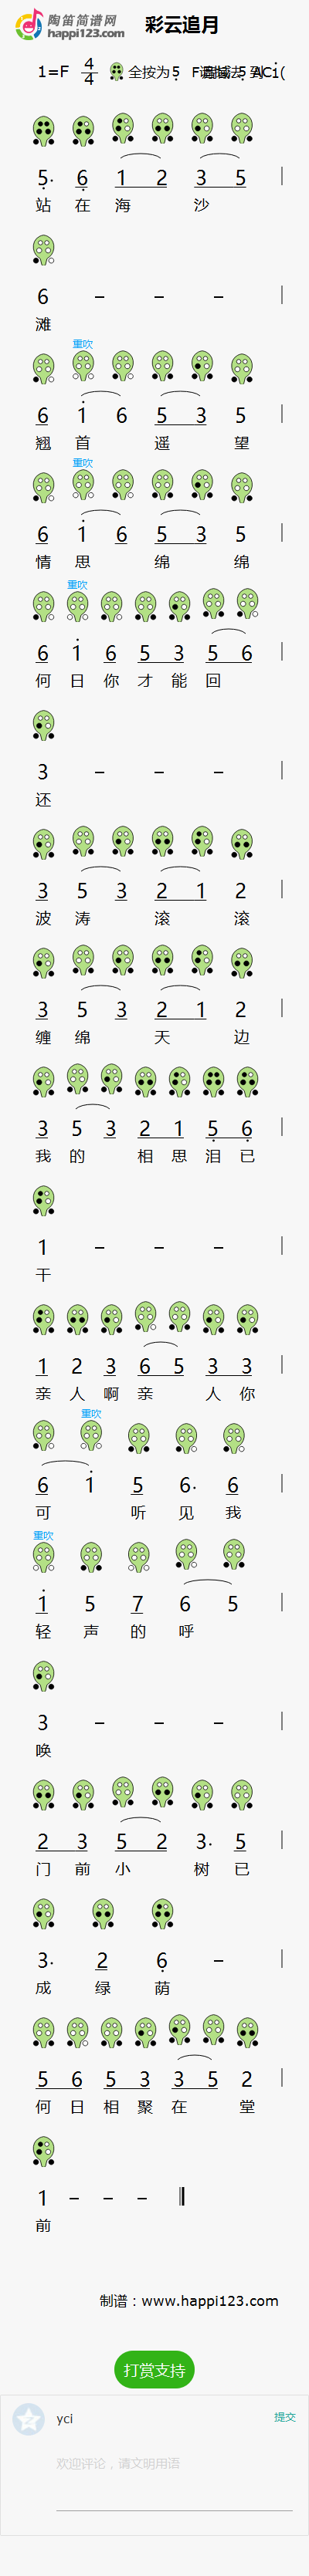 陶笛简谱网
happi123.com
彩云追月
1=F 4/4 全按为5̣
5̣. 6̣ 1 2 3 5 |
站 在 海 沙
6 – – – |
滩
重吹
6 1̇ 6 5 3 5 |
翘 首 遥 望
重吹
6 1̇ 6 5 3 5 |
情 思 绵 绵
重吹
6 1̇ 6 5 3 5 6 |
何 日 你 才 能 回
3 – – – |
还
3 5 3 2 1 2 |
波 涛 滚 滚
3 5 3 2 1 2 |
缠 绵 天 边
3 5 3 2 1 5̣ 6̣ |
我 的 相 思 泪 已
1 – – – |
干
1 2 3 6 5 3 3 |
亲 人 啊 亲 人 你
重吹
6 1̇ 5 6. 6 |
可 听 见 我
重吹
1̇ 5 7 6 5 |
轻 声 的 呼
3 – – – |
唤
2 3 5 2 3. 5 |
门 前 小 树 已
3. 2 6̣ – |
成 绿 荫
5 6 5 3 3 5 2 |
何 日 相 聚 在 堂
1 – – –
前
制谱：www.happi123.com
打赏支持
yci 提交
欢迎评论，请文明用语